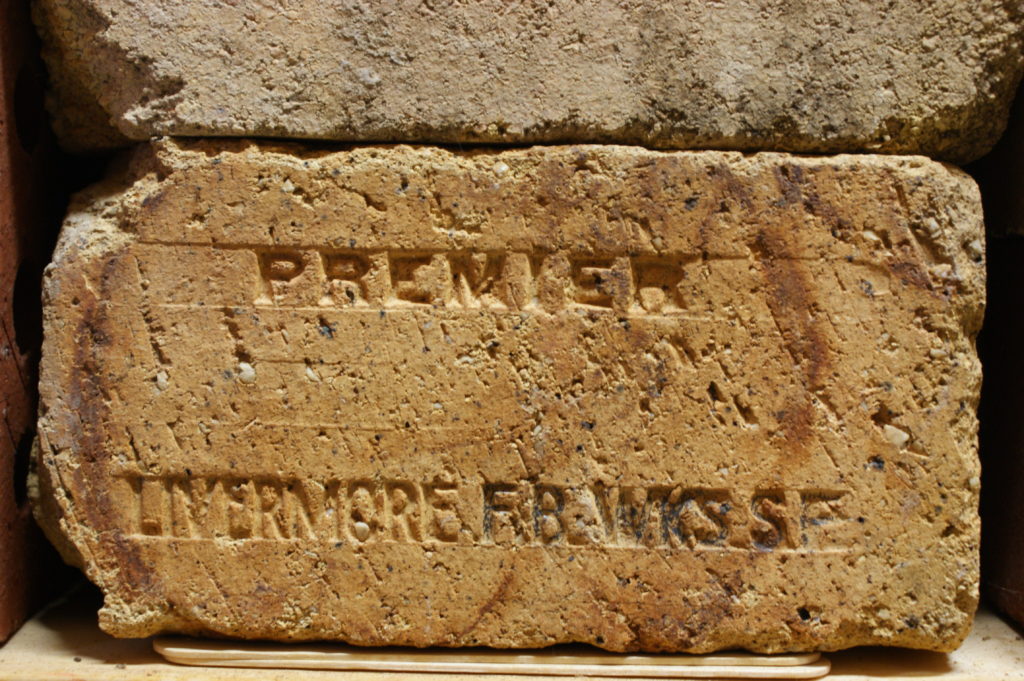 PREMIER
LIVERMORE F.B. WKS. S.F.